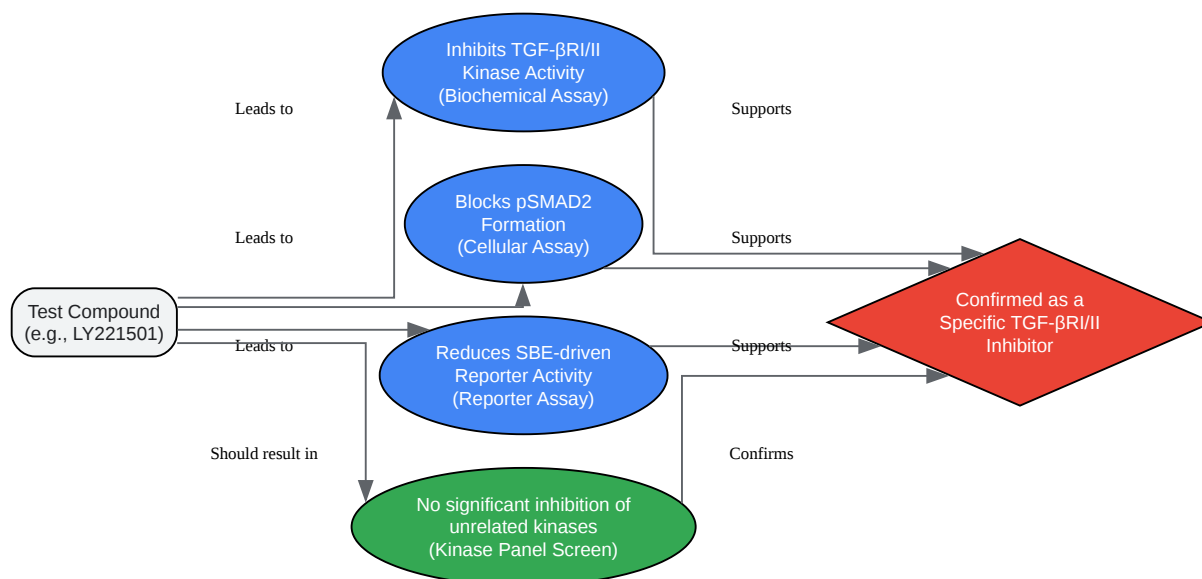 Inhibits TGF-βRI/II
Kinase Activity
(Biochemical Assay)
Leads to
Supports
Blocks pSMAD2
Formation
(Cellular Assay)
Leads to
Supports
Test Compound
(e.g., LY221501)
Confirmed as a
Specific TGF-βRI/II
Inhibitor
Leads to
Reduces SBE-driven
Reporter Activity
(Reporter Assay)
Supports
Should result in
Confirms
No significant inhibition of
unrelated kinases
(Kinase Panel Screen)